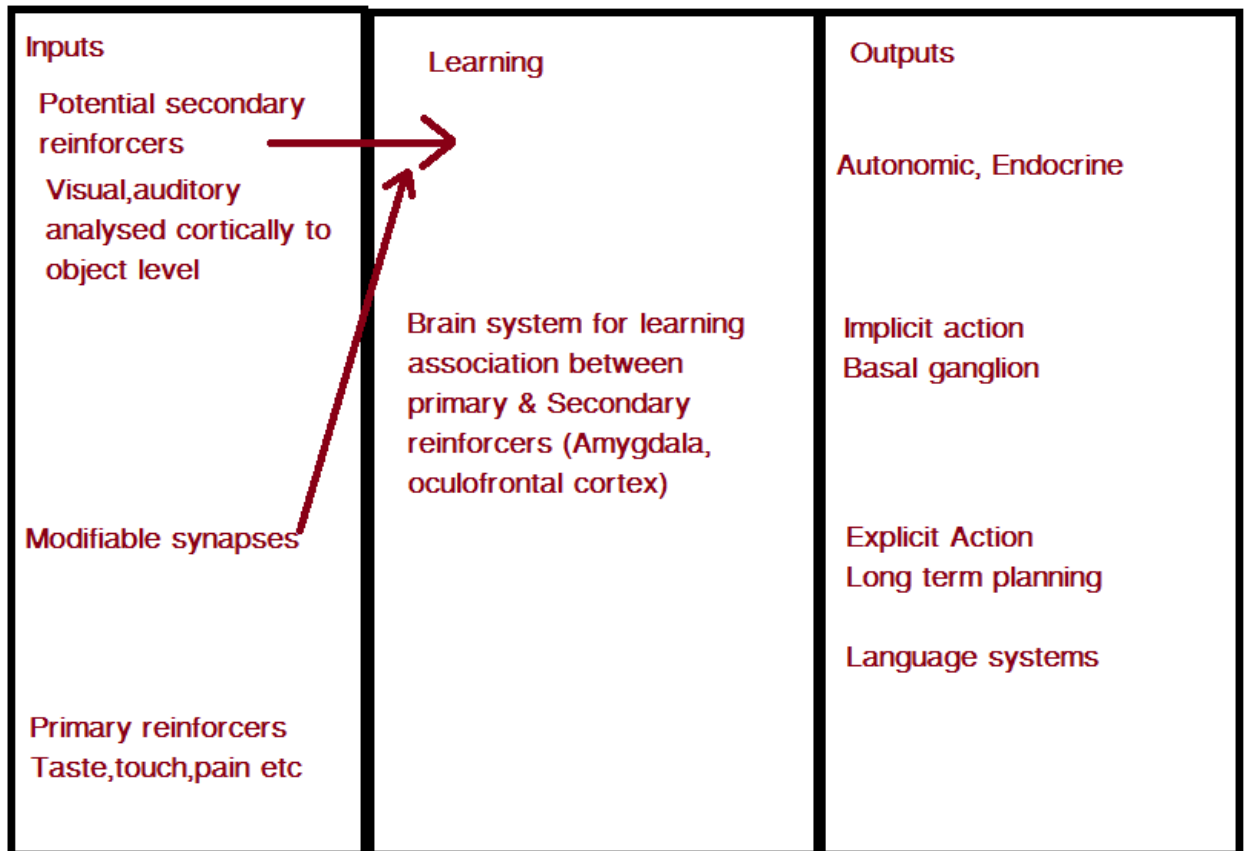 Inputs
Potential secondary
reinforcers
Visual,auditory
analysed cortically to
object level
Modifiable synapses
Primary reinforcers
Taste,touch,pain etc
Learning
Brain system for learning
association between
primary & Secondary
reinforcers (Amygdala,
oculofrontal cortex)
Outputs
Autonomic, Endocrine
Implicit action
Basal ganglion
Explicit Action
Long term planning
Language systems